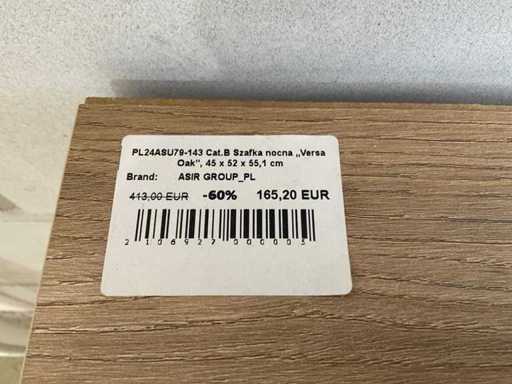 PL24ASU79-143 Cat.B Szafka nocna „Versa
Oak”, 45 x 52 x 55,1 cm
Brand: ASIR GROUP_PL
413,00 EUR -60% 165,20 EUR
2108927000003